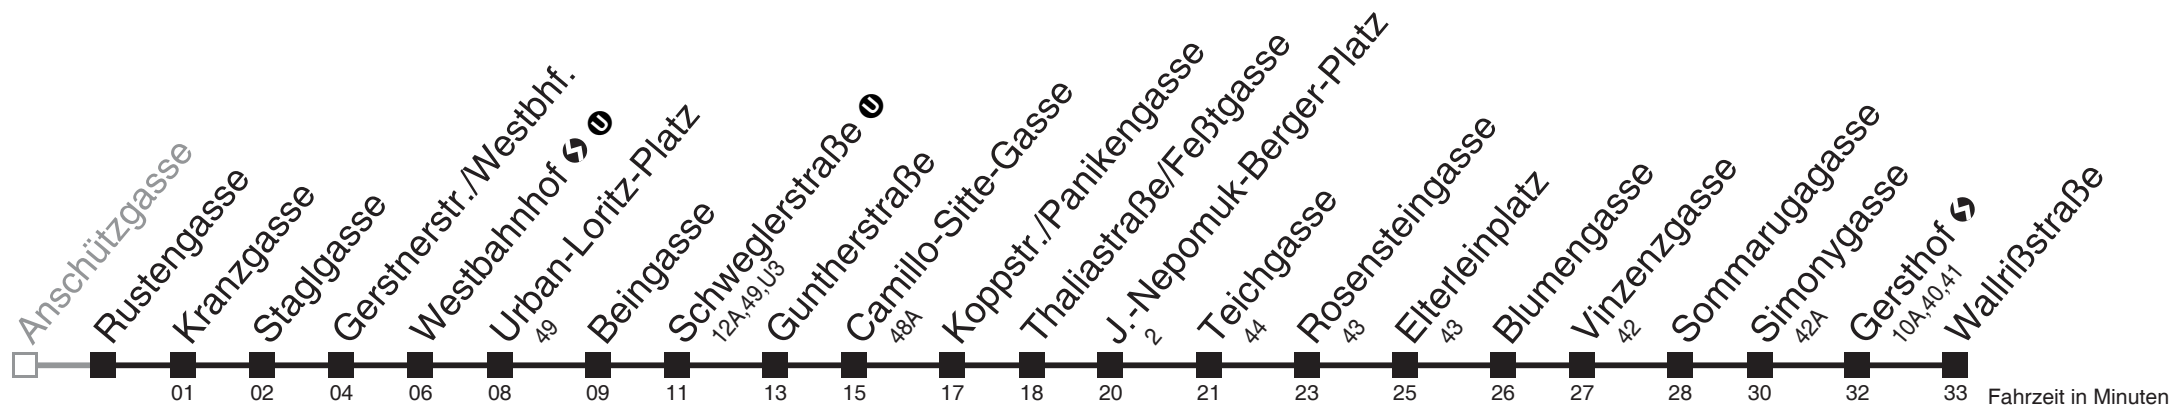 Anschützgasse
Rustengasse
Kranzgasse
Staglgasse
Gerstnerstr./Westbhf.
Westbahnhof U
Urban-Loritz-Platz
49
Beingasse
Schweglerstraße U
12A,49,U3
Guntherstraße
Camillo-Sitte-Gasse
48A
Koppstr./Panikengasse
Thaliastraße/Feßtgasse
J.-Nepomuk-Berger-Platz
2
Teichgasse
44
Rosensteingasse
43
Elterleinplatz
43
Blumengasse
Vinzenzgasse
42
Sommarugagasse
Simonygasse
42A
Gersthof
10A,40,41
Wallrißstraße
01 02 04 06 08 09 11 13 15 17 18 20 21 23 25 26 27 28 30 32 33 Fahrzeit in Minuten